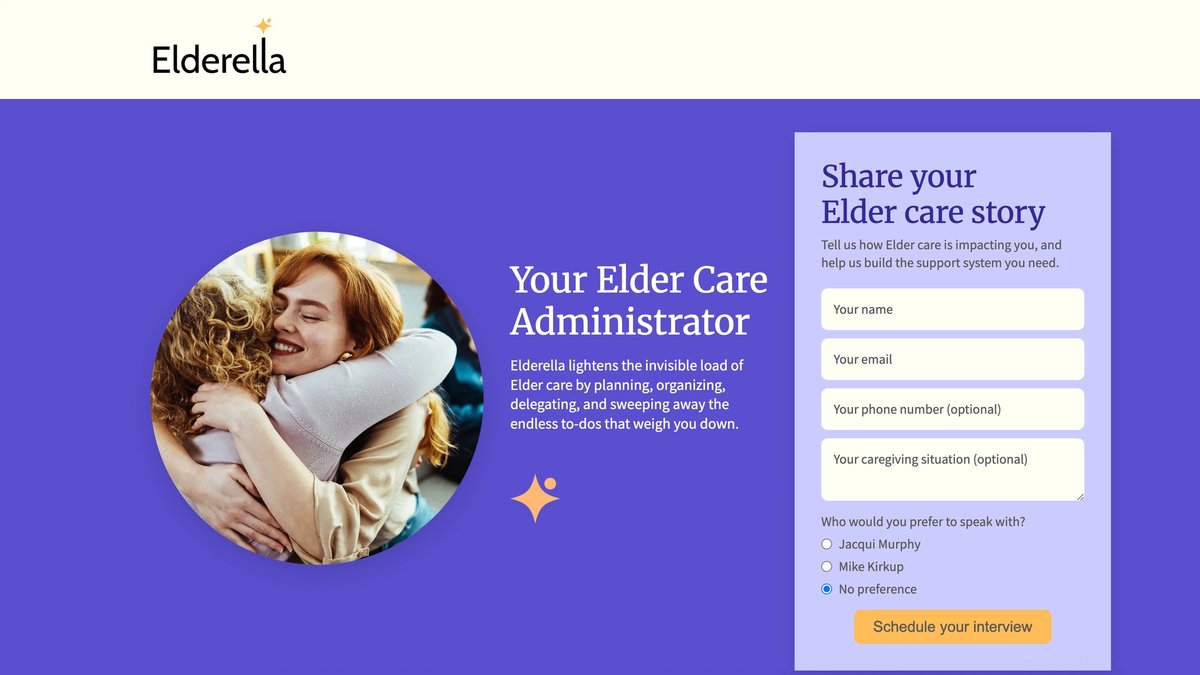 Elderella
Your Elder Care
Administrator
Elderella lightens the invisible load of
Elder care by planning, organizing,
delegating, and sweeping away the
endless to-dos that weigh you down.
Share your
Elder care story
Tell us how Elder care is impacting you, and
help us build the support system you need.
Your name
Your email
Your phone number (optional)
Your caregiving situation (optional)
Who would you prefer to speak with?
Jacqui Murphy
Mike Kirkup
No preference
Schedule your interview